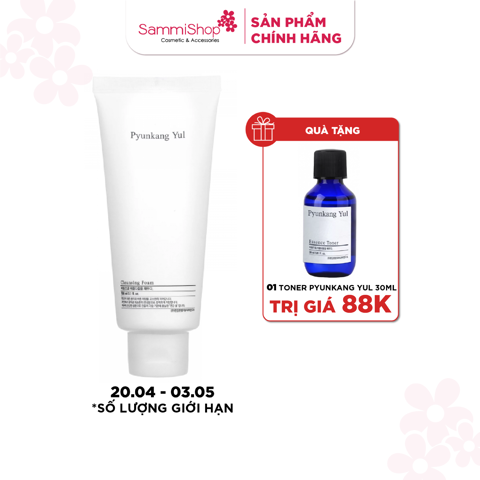 SammiShop
Cosmetic & Accessories
SẢN PHẨM
CHÍNH HÃNG
Pyunkang Yul
Cleansing Foam
QUÀ TẶNG
Pyunkang Yul
Essence Toner
01 TONER PYUNKANG YUL 30ML
TRỊ GIÁ 88K
20.04 - 03.05
*SỐ LƯỢNG GIỚI HẠN